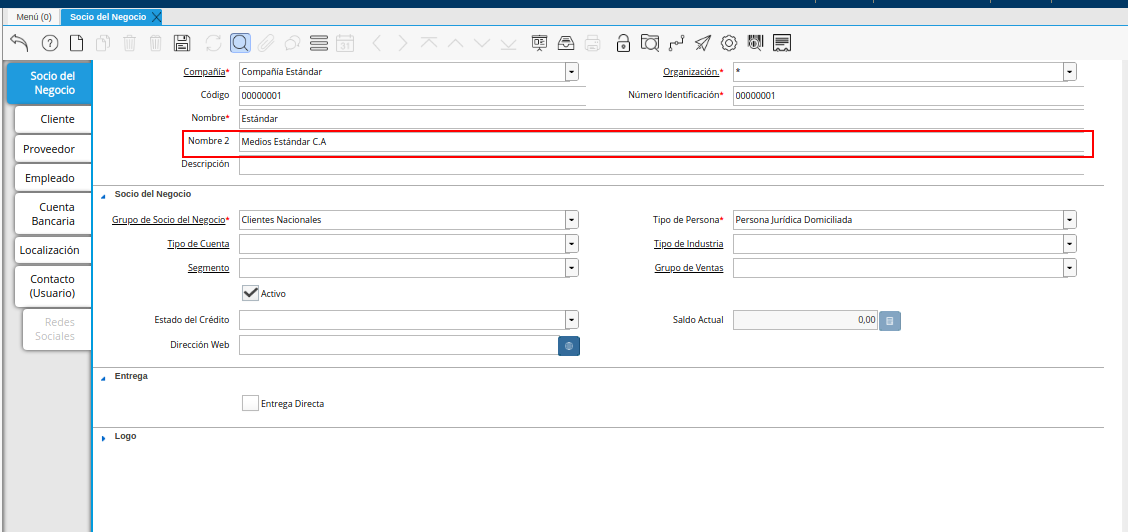 Menú (0) Socio del Negocio
31
Socio del
Negocio
Cliente
Proveedor
Empleado
Cuenta
Bancaria
Localización
Contacto
(Usuario)
Redes
Sociales
Compañía* Compañía Estándar Organización.* *
Código 00000001 Número Identificación* 00000001
Nombre* Estándar
Nombre 2 Medios Estándar C.A
Descripción
Socio del Negocio
Grupo de Socio del Negocio* Clientes Nacionales Tipo de Persona* Persona Jurídica Domiciliada
Tipo de Cuenta Tipo de Industria
Segmento Grupo de Ventas
Activo
Estado del Crédito Saldo Actual 0,00
Dirección Web
Entrega
Entrega Directa
Logo